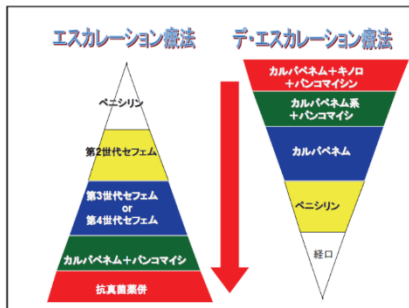 エスカレーション療法
ペニシリン
第2世代セフェム
第3世代セフェム
or
第4世代セフェム
カルバペネム＋バンコマイシ
抗真菌薬併
デ・エスカレーション療法
カルバペネム＋キノロ
＋バンコマイシン
カルバペネム系
＋バンコマイシ
カルバペネム
ペニシリン
経口